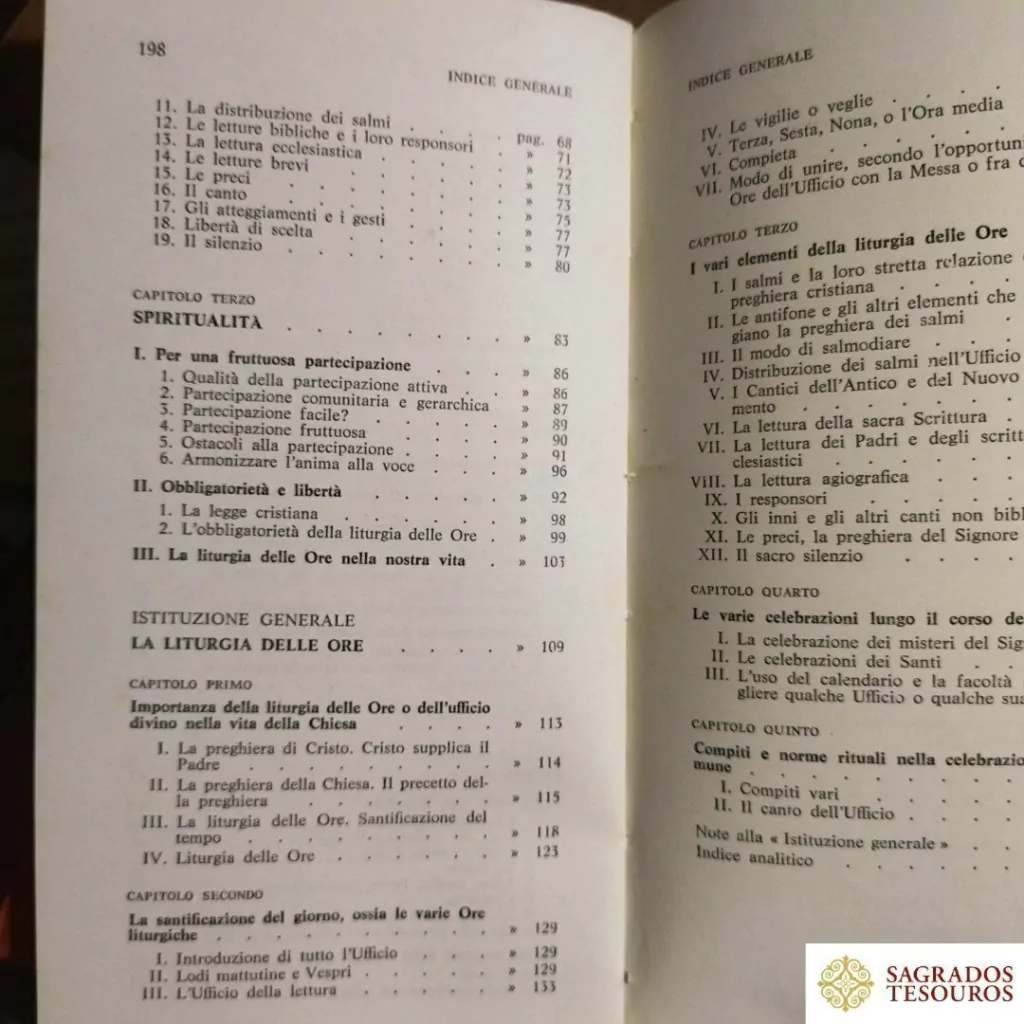 198
INDICE GENERALE
11. La distribuzione dei salmi . . . . pag. 68
12. Le letture bibliche e i loro responsori » 71
13. La lettura ecclesiastica . . . . » 72
14. Le letture brevi . . . . . . » 73
15. Le preci . . . . . . . » 73
16. Il canto . . . . . . . » 75
17. Gli atteggiamenti e i gesti . . . . » 77
18. Libertà di scelta . . . . . » 77
19. Il silenzio . . . . . . » 80
CAPITOLO TERZO
SPIRITUALITÀ . . . . . . » 83
I. Per una fruttuosa partecipazione . . . » 86
1. Qualità della partecipazione attiva . . » 86
2. Partecipazione comunitaria e gerarchica » 87
3. Partecipazione facile? . . . . » 89
4. Partecipazione fruttuosa . . . . » 90
5. Ostacoli alla partecipazione . . . . » 91
6. Armonizzare l'anima alla voce . . . » 96
II. Obbligatorietà e libertà . . . . . » 92
1. La legge cristiana . . . . . » 98
2. L'obbligatorietà della liturgia delle Ore . » 99
III. La liturgia delle Ore nella nostra vita . » 103
ISTITUZIONE GENERALE
LA LITURGIA DELLE ORE . . . . » 109
CAPITOLO PRIMO
Importanza della liturgia delle Ore o dell'ufficio
divino nella vita della Chiesa . . . . » 113
I. La preghiera di Cristo. Cristo supplica il
Padre . . . . . . . . » 114
II. La preghiera della Chiesa. Il precetto del-
la preghiera . . . . . . . » 115
III. La liturgia delle Ore. Santificazione del
tempo . . . . . . . . » 118
IV. Liturgia delle Ore . . . . . » 123
CAPITOLO SECONDO
La santificazione del giorno, ossia le varie Ore
liturgiche . . . . . . . . . » 129
I. Introduzione di tutto l'Ufficio . . . » 129
II. Lodi mattutine e Vespri . . . . . » 129
III. L'Ufficio della lettura . . . . . » 133
INDICE GENERALE
IV. Le vigilie o veglie . . . .
V. Terza, Sesta, Nona, o l'Ora media
VI. Completa . . . . . .
VII. Modo di unire, secondo l'opportuni
Ore dell'Ufficio con la Messa o fra
CAPITOLO TERZO
I vari elementi della liturgia delle Ore
I. I salmi e la loro stretta relazione
preghiera cristiana . . . .
II. Le antifone e gli altri elementi che
giano la preghiera dei salmi .
III. Il modo di salmodiare . . .
IV. Distribuzione dei salmi nell'Ufficio
V. I Cantici dell'Antico e del Nuovo
mento . . . . . . .
VI. La lettura della sacra Scrittura .
VII. La lettura dei Padri e degli scritt
clesiastici . . . . . .
VIII. La lettura agiografica . . .
IX. I responsori . . . . .
X. Gli inni e gli altri canti non bibl
XI. Le preci, la preghiera del Signore
XII. Il sacro silenzio . . . .
CAPITOLO QUARTO
Le varie celebrazioni lungo il corso de
I. La celebrazione dei misteri del Sig
II. Le celebrazioni dei Santi . .
III. L'uso del calendario e la facoltà
gliere qualche Ufficio o qualche sua
CAPITOLO QUINTO
Compiti e norme rituali nella celebrazio
mune . . . . . . . .
I. Compiti vari . . . . .
II. Il canto dell'Ufficio . . . .
Note alla « Istituzione generale » . .
Indice analitico . . . . . .
SAGRADOS
TESOUROS